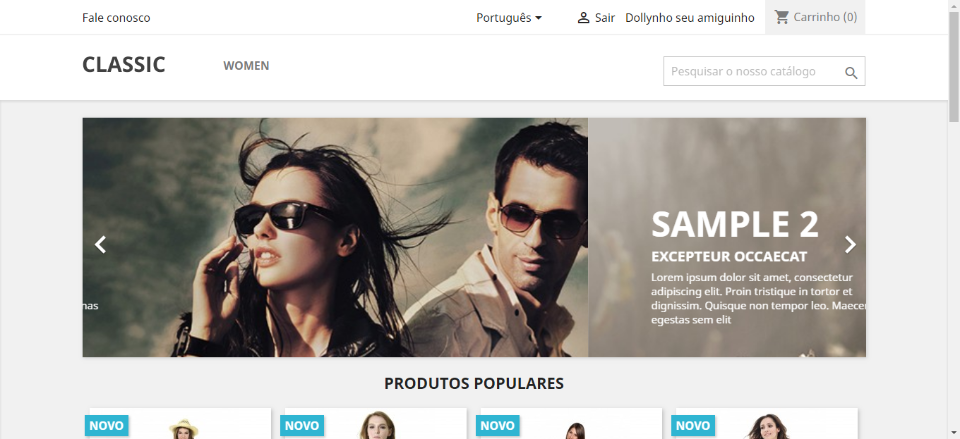 Fale conosco
Português
Sair
Dollynho seu amiguinho
Carrinho (0)
CLASSIC
WOMEN
Pesquisar o nosso catálogo
SAMPLE 2
EXCEPTEUR OCCAECAT
Lorem ipsum dolor sit amet, consectetur
adipiscing elit. Proin tristique in tortor et
dignissim. Quisque non tempor leo. Maecen
egestas sem elit
nas
PRODUTOS POPULARES
NOVO
NOVO
NOVO
NOVO